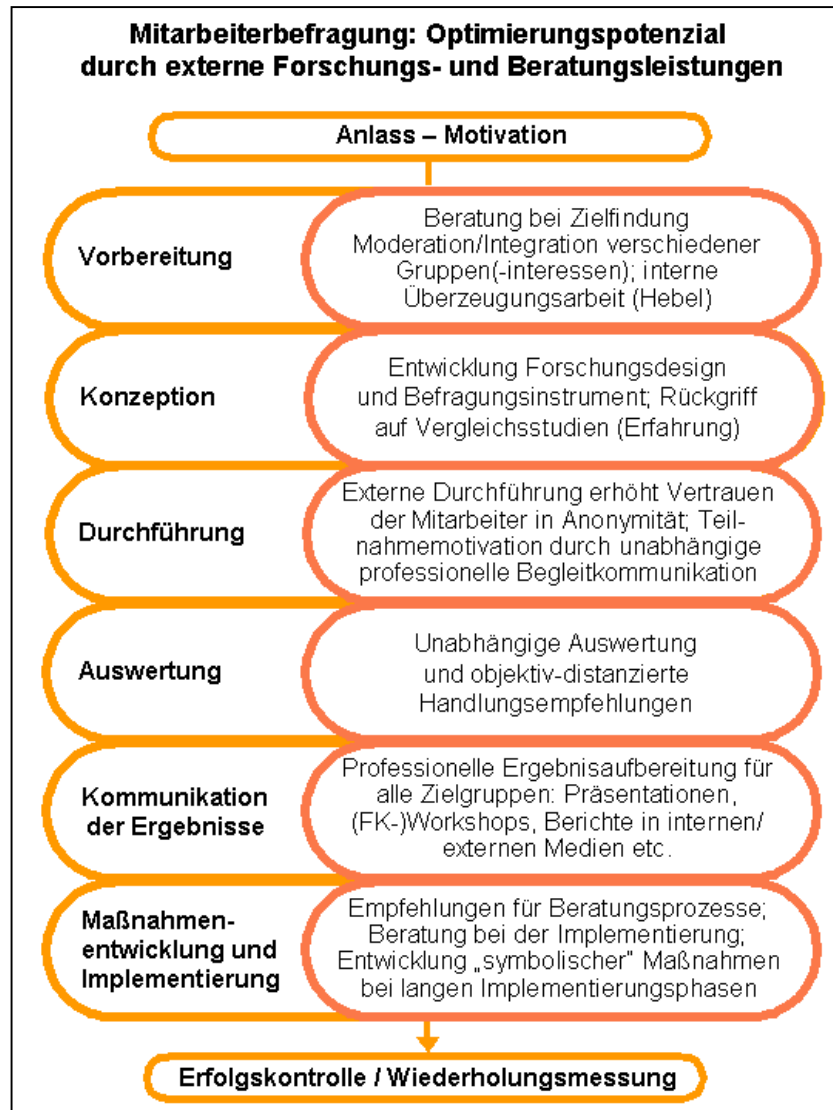 Mitarbeiterbefragung: Optimierungspotenzial
durch externe Forschungs- und Beratungsleistungen
Anlass – Motivation
Vorbereitung
Beratung bei Zielfindung
Moderation/Integration verschiedener
Gruppen(-interessen); interne
Überzeugungsarbeit (Hebel)
Konzeption
Entwicklung Forschungsdesign
und Befragungsinstrument; Rückgriff
auf Vergleichsstudien (Erfahrung)
Durchführung
Externe Durchführung erhöht Vertrauen
der Mitarbeiter in Anonymität; Teil-
nahmemotivation durch unabhängige
professionelle Begleitkommunikation
Auswertung
Unabhängige Auswertung
und objektiv-distanzierte
Handlungsempfehlungen
Kommunikation
der Ergebnisse
Professionelle Ergebnisaufbereitung für
alle Zielgruppen: Präsentationen,
(FK-)Workshops, Berichte in internen/
externen Medien etc.
Maßnahmen-
entwicklung und
Implementierung
Empfehlungen für Beratungsprozesse;
Beratung bei der Implementierung;
Entwicklung „symbolischer" Maßnahmen
bei langen Implementierungsphasen
Erfolgskontrolle / Wiederholungsmessung